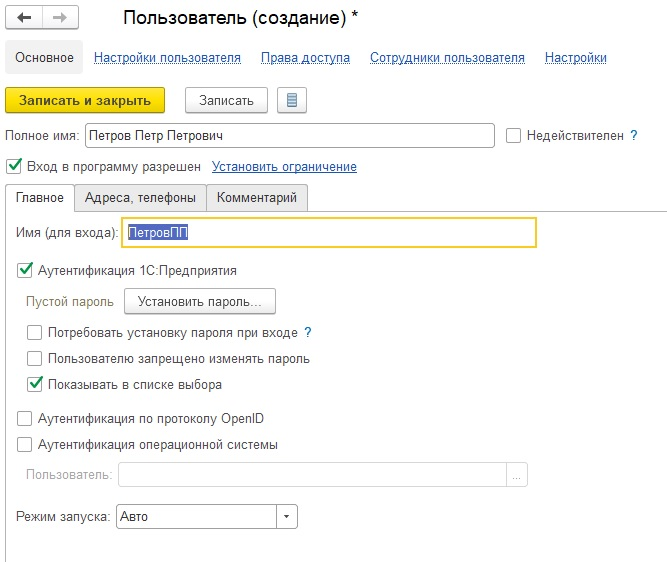 Пользователь (создание) *
Основное Настройки пользователя Права доступа Сотрудники пользователя Настройки
Записать и закрыть Записать
Полное имя: Петров Петр Петрович Недействителен ?
Вход в программу разрешен Установить ограничение
Главное Адреса, телефоны Комментарий
Имя (для входа): ПетровПП
Аутентификация 1С:Предприятия
Пустой пароль Установить пароль...
Потребовать установку пароля при входе ?
Пользователю запрещено изменять пароль
Показывать в списке выбора
Аутентификация по протоколу OpenID
Аутентификация операционной системы
Пользователь: ...
Режим запуска: Авто